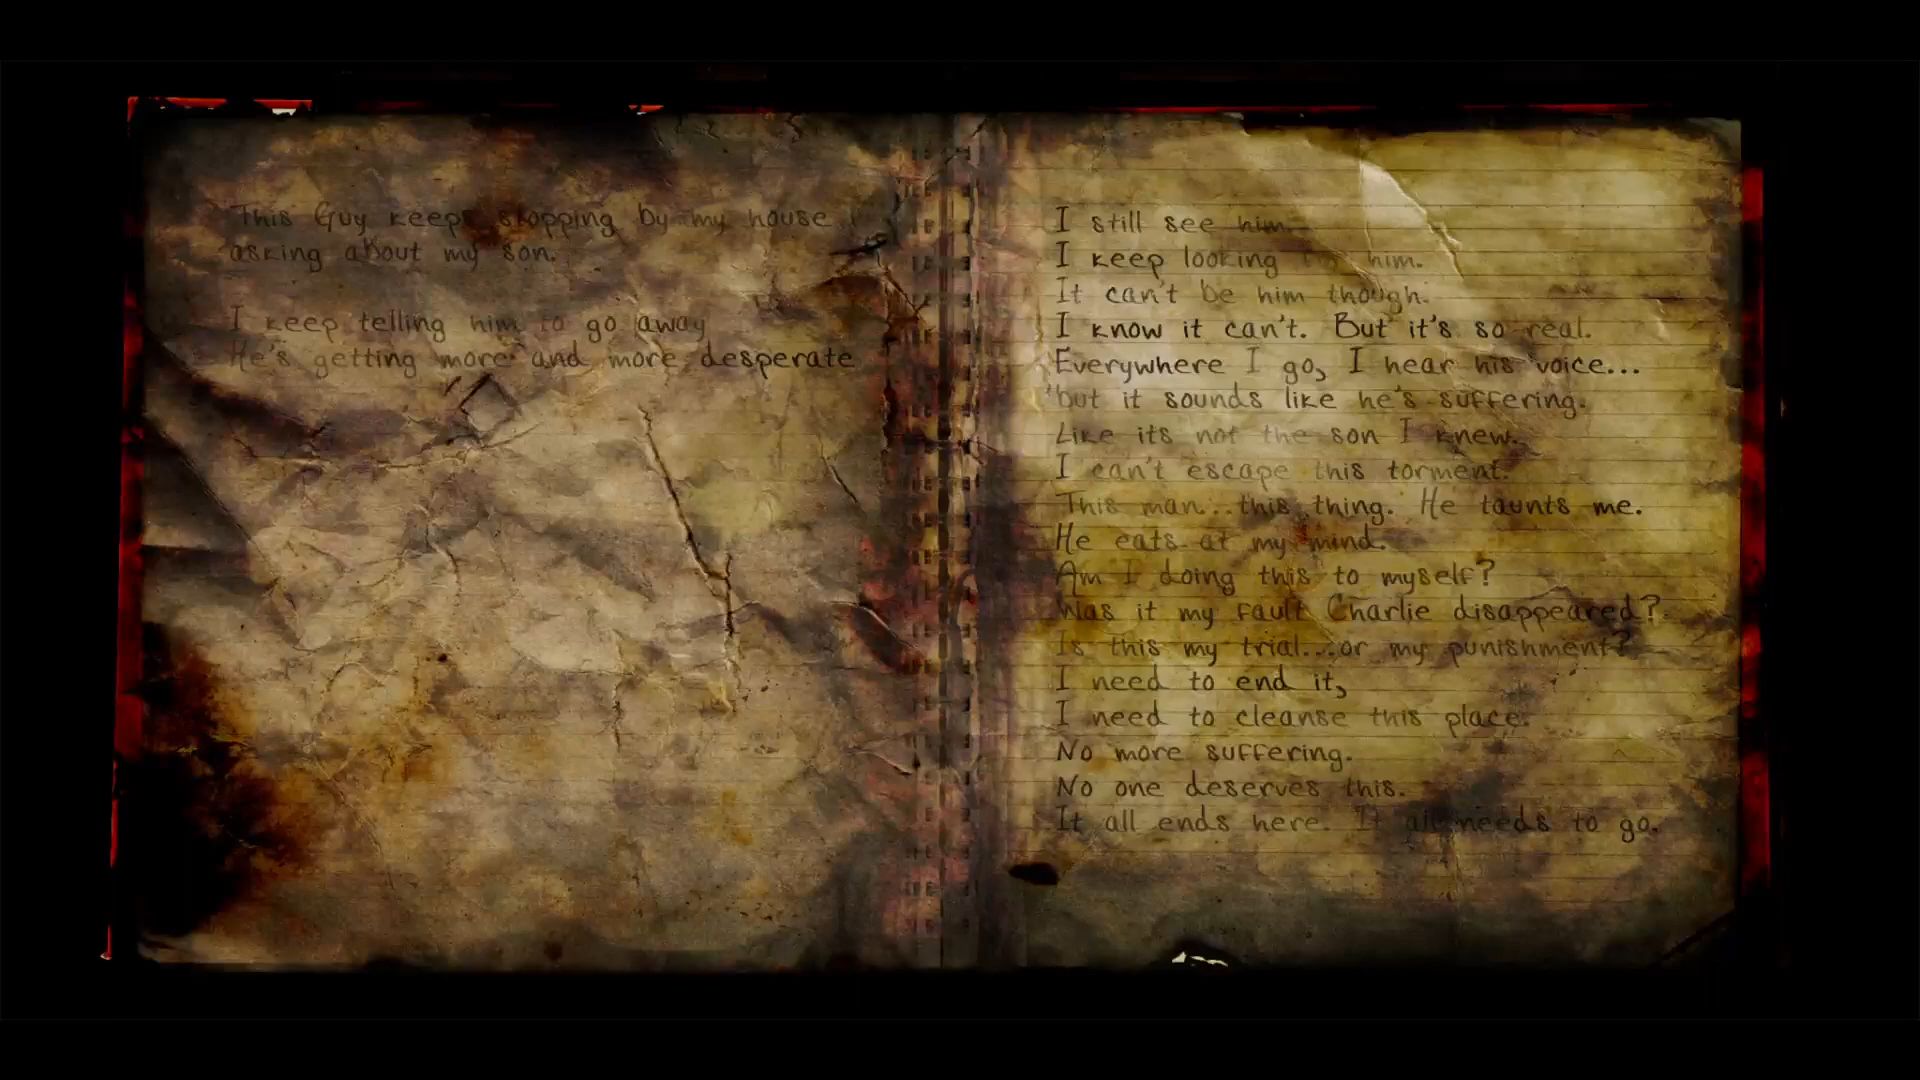 This Guy keeps stopping by my house
asking about my son.
I keep telling him to go away
He's getting more and more desperate
I still see him.
I keep looking for him.
It can't be him though.
I know it can't. But it's so real.
Everywhere I go, I hear his voice...
but it sounds like he's suffering.
Like its not the son I knew.
I can't escape this torment.
This man...this thing. He taunts me.
He eats at my mind.
Am I doing this to myself?
Was it my fault Charlie disappeared?
Is this my trial...or my punishment?
I need to end it,
I need to cleanse this place.
No more suffering.
No one deserves this.
It all ends here. It all needs to go.